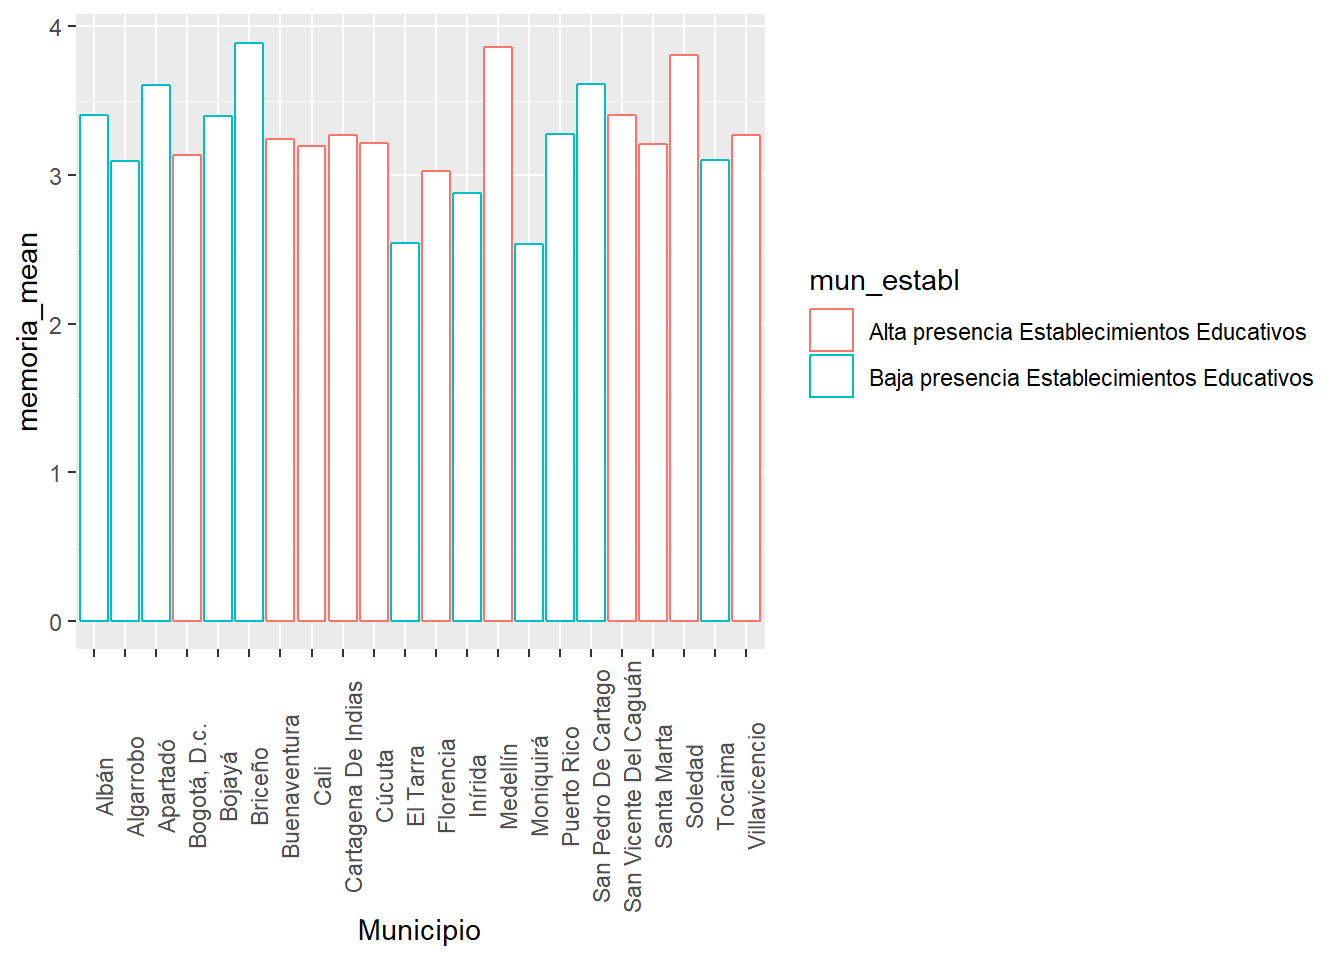 4
3
2
1
0
memoria_mean
Albán
Algarrobo
Apartadó
Bogotá, D.c.
Bojayá
Briceño
Buenaventura
Cali
Cartagena De Indias
Cúcuta
El Tarra
Florencia
Inírida
Medellín
Moniquirá
Puerto Rico
San Pedro De Cartago
San Vicente Del Caguán
Santa Marta
Soledad
Tocaima
Villavicencio
Municipio
mun_establ
Alta presencia Establecimientos Educativos
Baja presencia Establecimientos Educativos